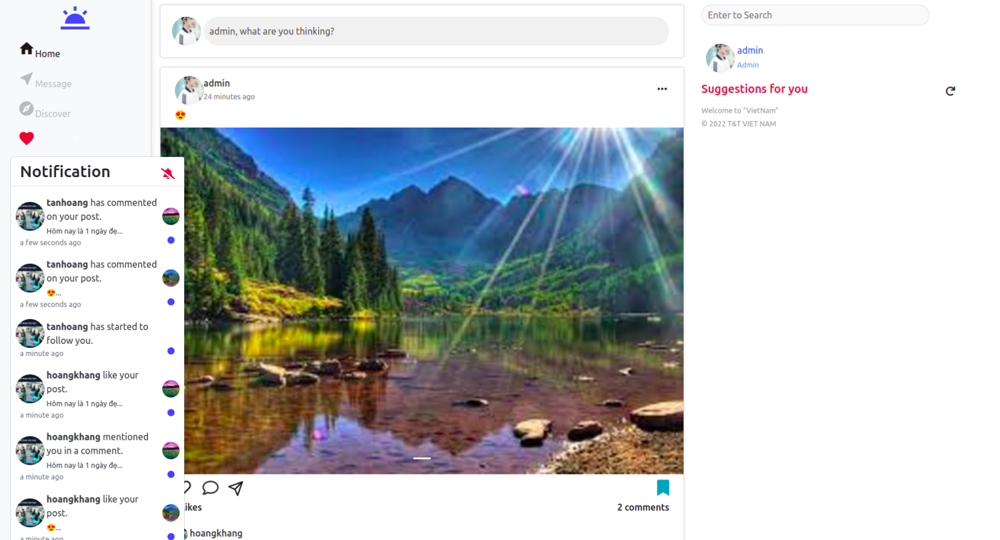 Home
Message
Discover
Notification
tanhoang has commented
on your post.
Hôm nay là 1 ngày đẹ...
a few seconds ago
tanhoang has commented
on your post.
😍...
a few seconds ago
tanhoang has started to
follow you.
a minute ago
hoangkhang like your
post.
Hôm nay là 1 ngày đẹ...
a minute ago
hoangkhang mentioned
you in a comment.
Hôm nay là 1 ngày đẹ...
a minute ago
hoangkhang like your
post.
😍...
a minute ago
admin, what are you thinking?
admin
24 minutes ago
😍
likes
2 comments
hoangkhang
Enter to Search
admin
Admin
Suggestions for you
Welcome to "VietNam"
© 2022 T&T VIET NAM